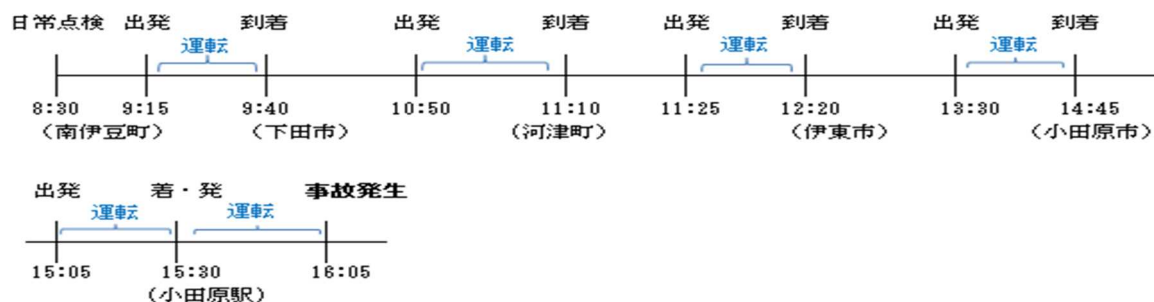 日常点検 出発 到着 出発 到着 出発 到着 出発 到着
運転 運転 運転 運転
8:30 9:15 9:40 10:50 11:10 11:25 12:20 13:30 14:45
(南伊豆町) (下田市) (河津町) (伊東市) (小田原市)
出発 着・発 事故発生
運転 運転
15:05 15:30 16:05
(小田原駅)